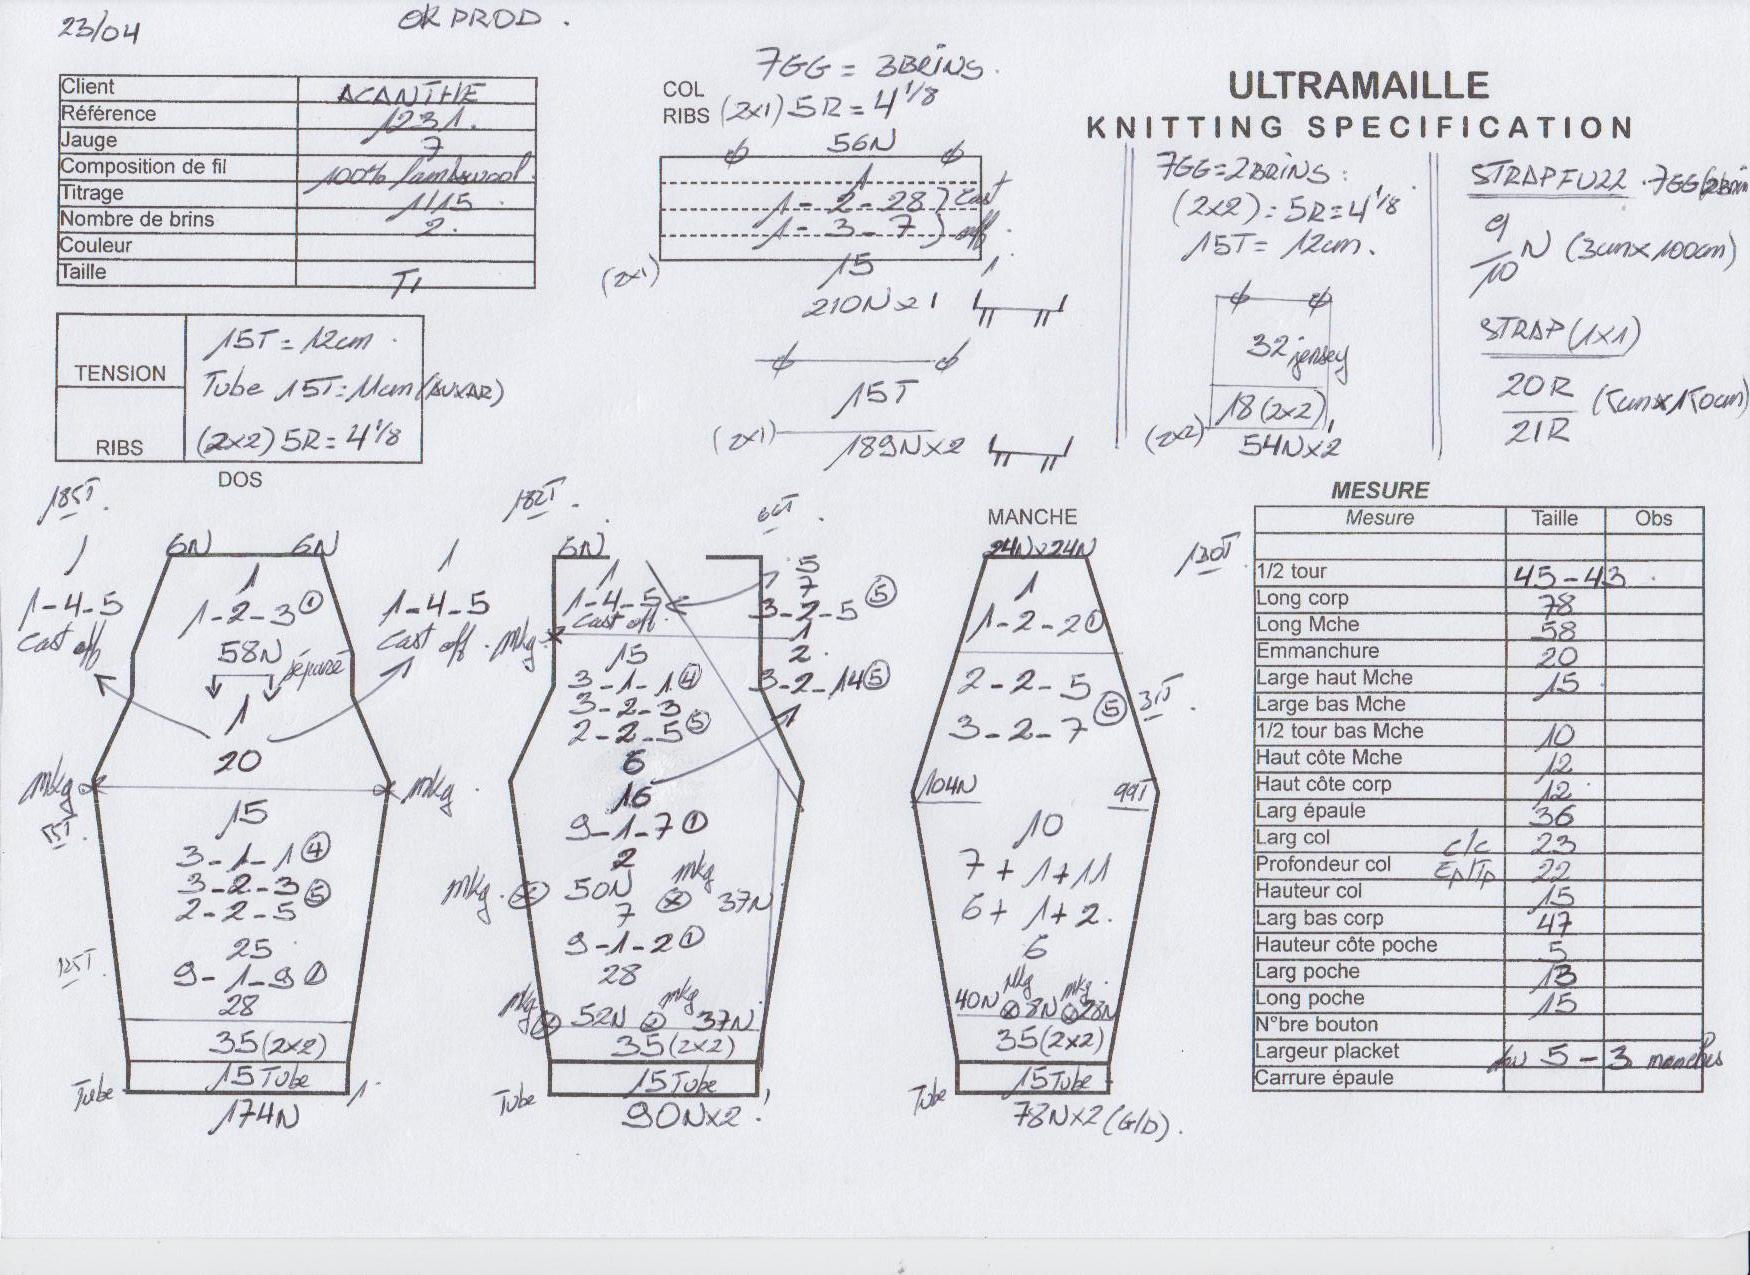 23/04
OK PROD.
Client ACANTHE
Référence 1231.
Jauge 7
Composition de fil 100% lambswool.
Titrage 1/15
Nombre de brins 2.
Couleur
Taille T1
TENSION
15T = 12cm.
Tube 15T = 11cm
RIBS
(2x2) 5R = 4 1/8
7GG = 3BRINS.
COL
RIBS (2x1) 5R = 4 1/8
56N
1
1 - 2 - 28 ) Cast
1 - 3 - 7 ) off.
15
(2x1)
1
210N x 1
15T
(2x1)
189N x 2
ULTRAMAILLE
KNITTING SPECIFICATION
7GG = 2BRINS:
(2x2) = 5R = 4 1/8
15T = 12cm.
32 jersey
18 (2x2)
(2x2)
54N x 2
STRAP FU22. 7GG/2Brin
9/10 N (3cm x 100cm)
STRAP (1x1)
20R
21R
DOS
185T.
6N 6N
1
1-4-5
cast off
1
1-2-3 ①
58N séparé
1
1-4-5
cast off.
1
20
mkg mkg.
15
55T.
3-1-1 ④
3-2-3
2-2-5 ⑤
25
9-1-9 ①
125T.
28
35 (2x2)
15 Tube
Tube
174N
1
182T.
6N
1
1-4-5
cast off.
mkg
64T.
5
7
3-2-5 ⑤
1
2
3-2-14 ⑤
15
3-1-1 ④
3-2-3
2-2-5 ⑤
6
16
9-1-7 ①
2
mkg. 50N mkg 37N
7
9-1-2 ①
28
mkg 52N mkg 37N
35 (2x2)
15 Tube
Tube
90N x 2.
MANCHE
24N x 24N
130T
1
1-2-20
2-2-5
3-2-7 ⑤
31T.
104N 99T
10
7 + 1 + 11
6 + 1 + 2.
6
mkg mkg.
40N 8N 28N
35 (2x2)
15 Tube
Tube
78N x 2 (G/D).
MESURE
Mesure Taille Obs
1/2 tour 45-43.
Long corp 78
Long Mche 58
Emmanchure 20
Large haut Mche 15
Large bas Mche
1/2 tour bas Mche 10
Haut côte Mche 12
Haut côte corp 12
Larg épaule 36
Larg col c/c 23
Profondeur col Ep/Tp 22
Hauteur col 15
Larg bas corp 47
Hauteur côte poche 5
Larg poche 13
Long poche 15
N°bre bouton
Largeur placket 5 - 3 manches
Carrure épaule